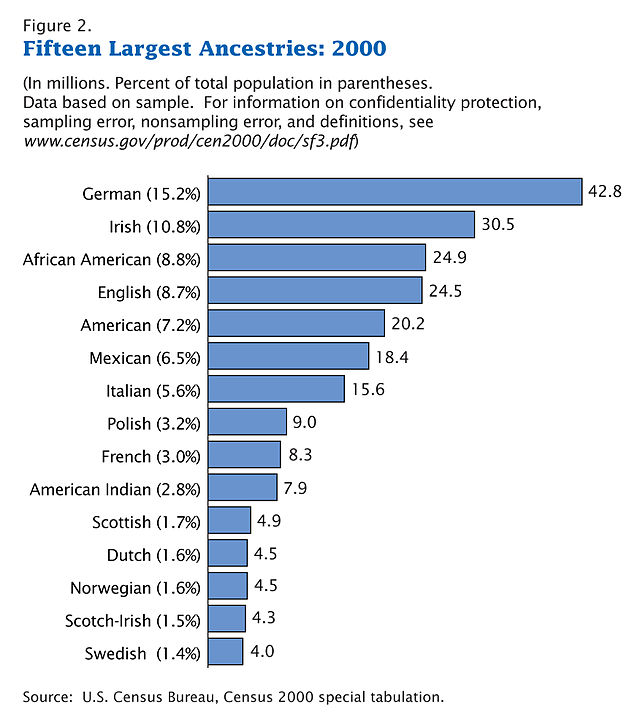 Figure 2.
Fifteen Largest Ancestries: 2000
(In millions. Percent of total population in parentheses.
Data based on sample. For information on confidentiality protection,
sampling error, nonsampling error, and definitions, see
www.census.gov/prod/cen2000/doc/sf3.pdf)
German (15.2%) 42.8
Irish (10.8%) 30.5
African American (8.8%) 24.9
English (8.7%) 24.5
American (7.2%) 20.2
Mexican (6.5%) 18.4
Italian (5.6%) 15.6
Polish (3.2%) 9.0
French (3.0%) 8.3
American Indian (2.8%) 7.9
Scottish (1.7%) 4.9
Dutch (1.6%) 4.5
Norwegian (1.6%) 4.5
Scotch-Irish (1.5%) 4.3
Swedish (1.4%) 4.0
Source: U.S. Census Bureau, Census 2000 special tabulation.